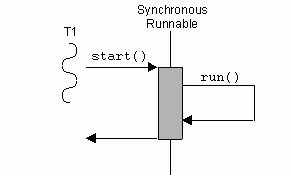 Synchronous
Runnable
T1
start()
run()